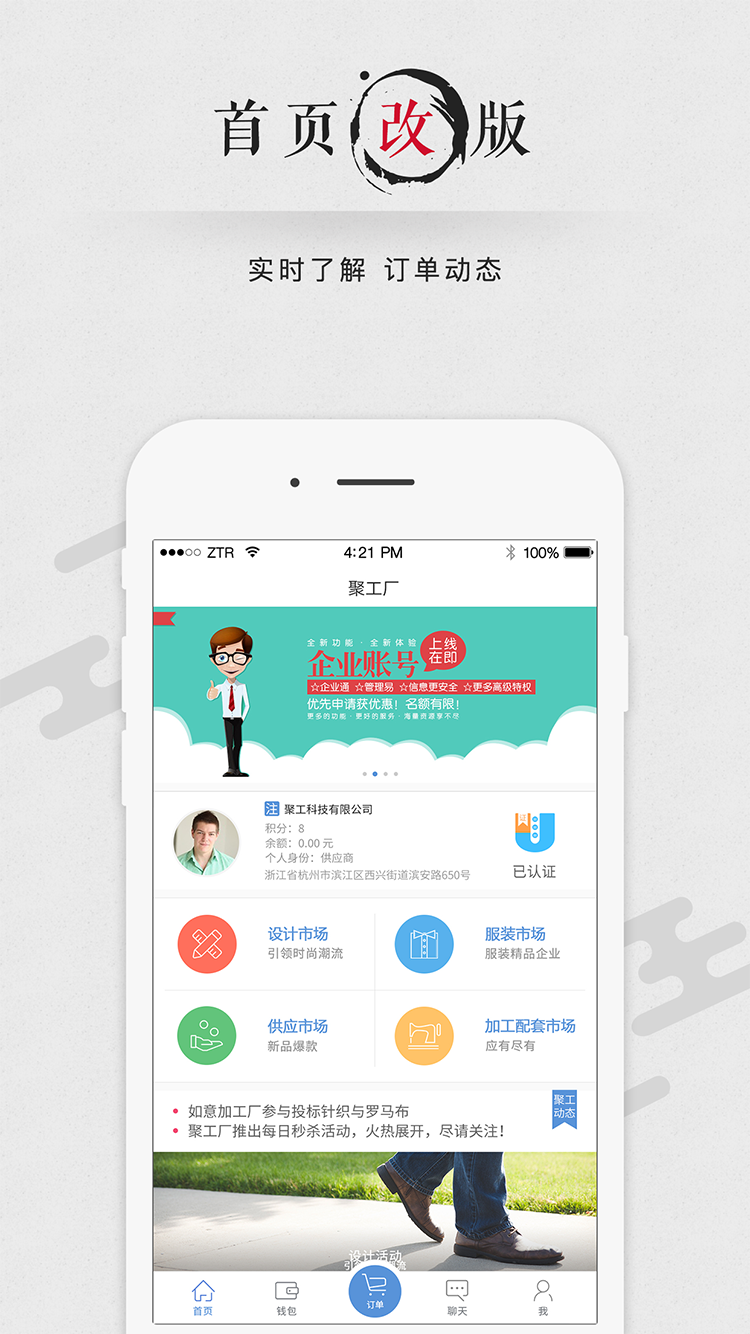 首页改版
实时了解 订单动态
ZTR
4:21 PM
100%
聚工厂
全新功能 · 全新体验
企业账号
上线
在即
☆企业通 ☆管理易 ☆信息更安全 ☆更多高级特权
优先申请获优惠！名额有限！
更多的功能 · 更好的服务 · 海量资源享不尽
注 聚工科技有限公司
积分：8
余额：0.00 元
个人身份：供应商
浙江省杭州市滨江区西兴街道滨安路650号
已认证
设计市场
引领时尚潮流
服装市场
服装精品企业
供应市场
新品爆款
加工配套市场
应有尽有
聚工
动态
• 如意加工厂参与投标针织与罗马布
• 聚工厂推出每日秒杀活动，火热展开，尽请关注！
设计活动
首页
钱包
订单
聊天
我